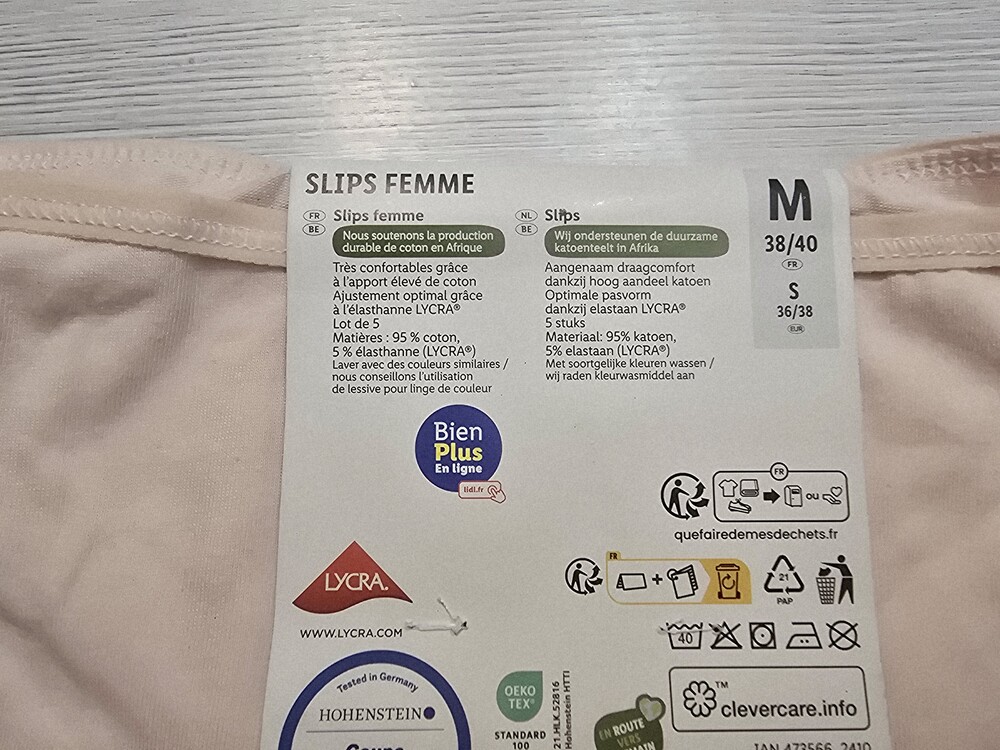 SLIPS FEMME
FR
BE
Slips femme
Nous soutenons la production
durable de coton en Afrique
Très confortables grâce
à l'apport élevé de coton
Ajustement optimal grâce
à l'élasthanne LYCRA®
Lot de 5
Matières : 95 % coton,
5 % élasthanne (LYCRA®)
Laver avec des couleurs similaires /
nous conseillons l'utilisation
de lessive pour linge de couleur
NL
BE
Slips
Wij ondersteunen de duurzame
katoenteelt in Afrika
Aangenaam draagcomfort
dankzij hoog aandeel katoen
Optimale pasvorm
dankzij elastaan LYCRA®
5 stuks
Materiaal: 95% katoen,
5% elastaan (LYCRA®)
Met soortgelijke kleuren wassen /
wij raden kleurwasmiddel aan
M
38/40
FR
S
36/38
EUR
Bien
Plus
En ligne
lidl.fr
FR
ou
quefairedemesdechets.fr
FR
+
21
PAP
LYCRA®
WWW.LYCRA.COM
40
Tested in Germany
HOHENSTEIN
OEKO
TEX®
STANDARD
100
21.HLK.52816
Hohenstein HTTI
EN ROUTE
VERS
™
clevercare.info
IAN 473566_2410